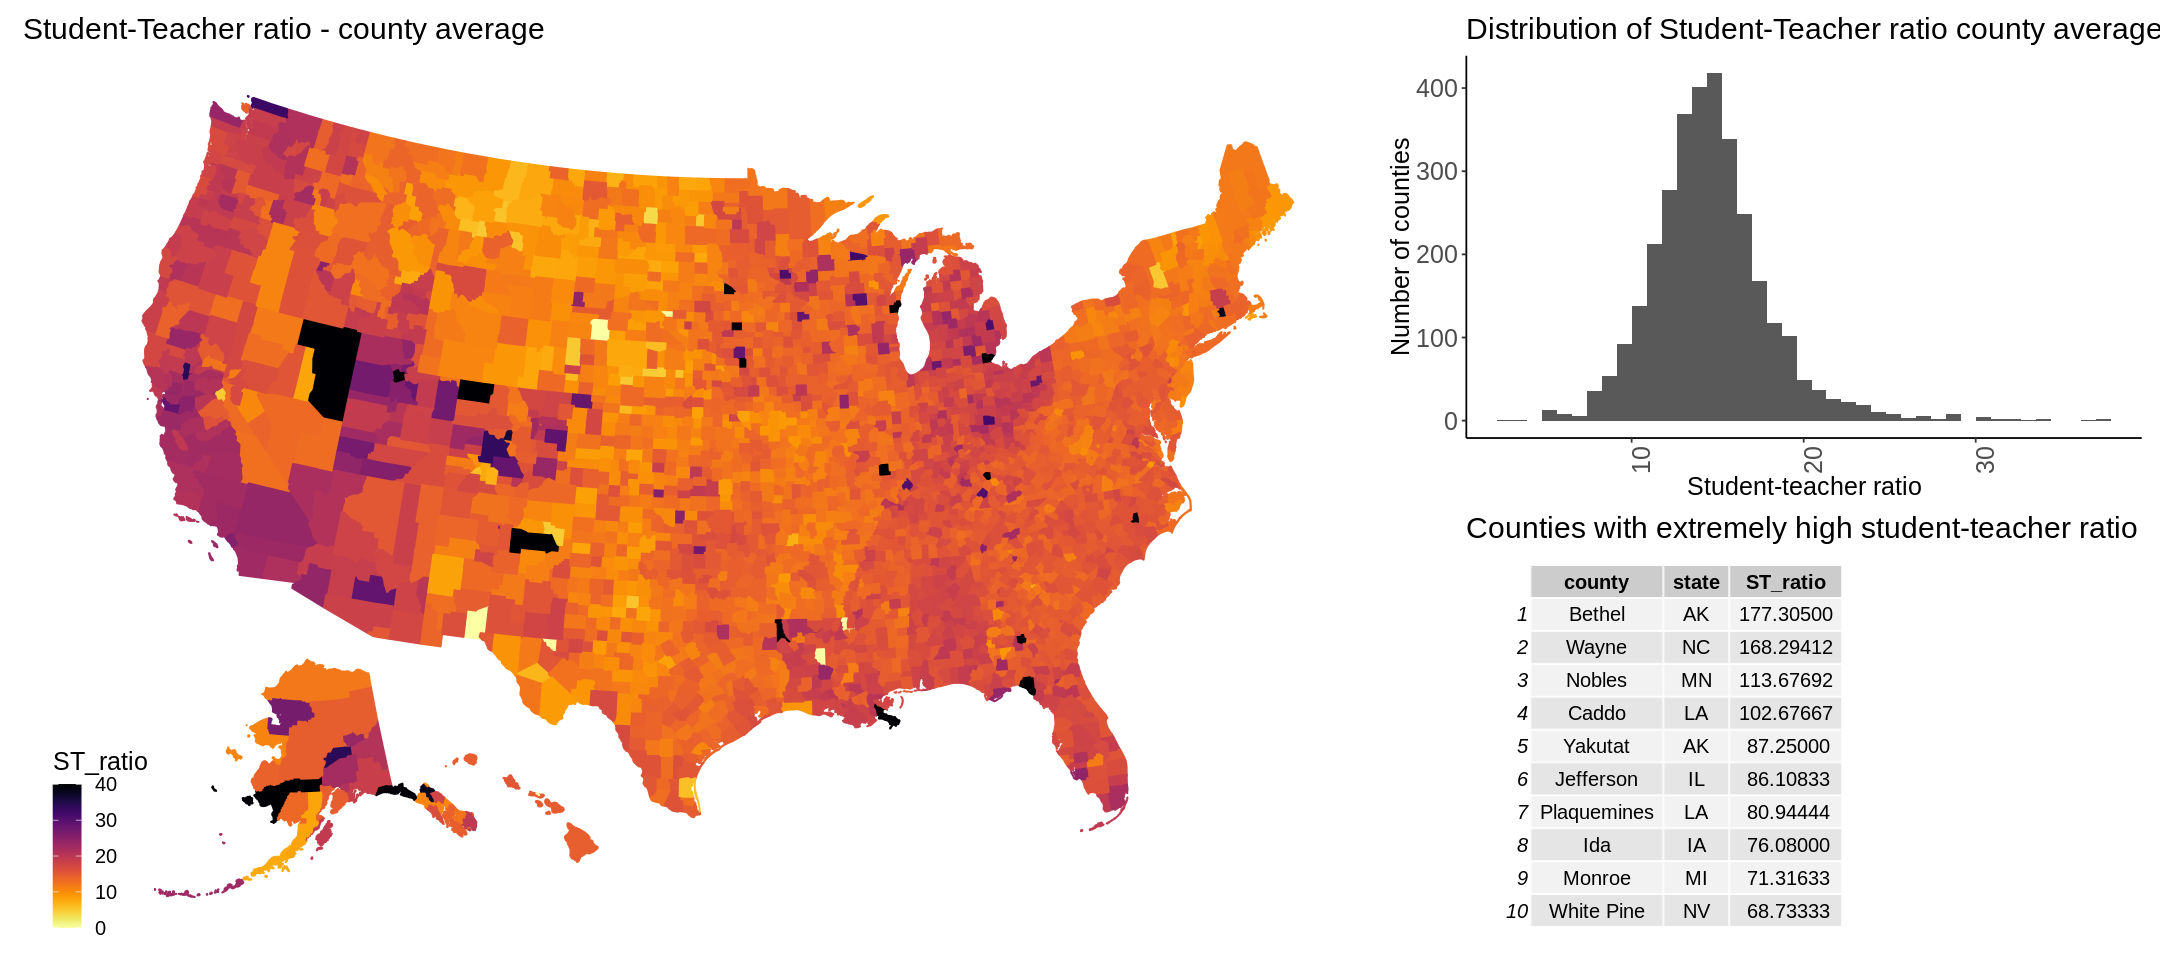 Student-Teacher ratio - county average
ST_ratio
40
30
20
10
0
Distribution of Student-Teacher ratio county average
Number of counties
400
300
200
100
0
10 20 30
Student-teacher ratio
Counties with extremely high student-teacher ratio
county state ST_ratio
1 Bethel AK 177.30500
2 Wayne NC 168.29412
3 Nobles MN 113.67692
4 Caddo LA 102.67667
5 Yakutat AK 87.25000
6 Jefferson IL 86.10833
7 Plaquemines LA 80.94444
8 Ida IA 76.08000
9 Monroe MI 71.31633
10 White Pine NV 68.73333